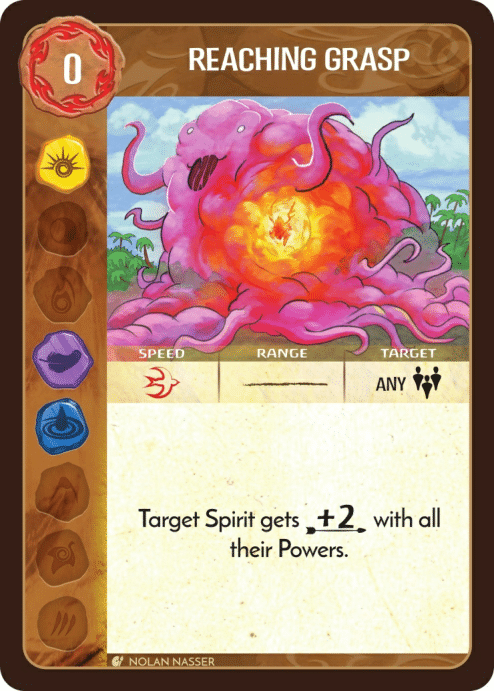 0
REACHING GRASP
SPEED RANGE TARGET
ANY
Target Spirit gets +2 with all
their Powers.
NOLAN NASSER